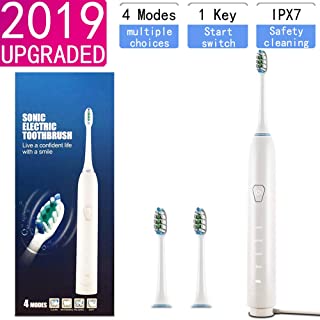 2019
UPGRADED
4 Modes
multiple
choices
1 Key
Start
switch
IPX7
Safety
cleaning
SONIC
ELECTRIC
TOOTHBRUSH
Live a confident life
with a smile
4 MODES